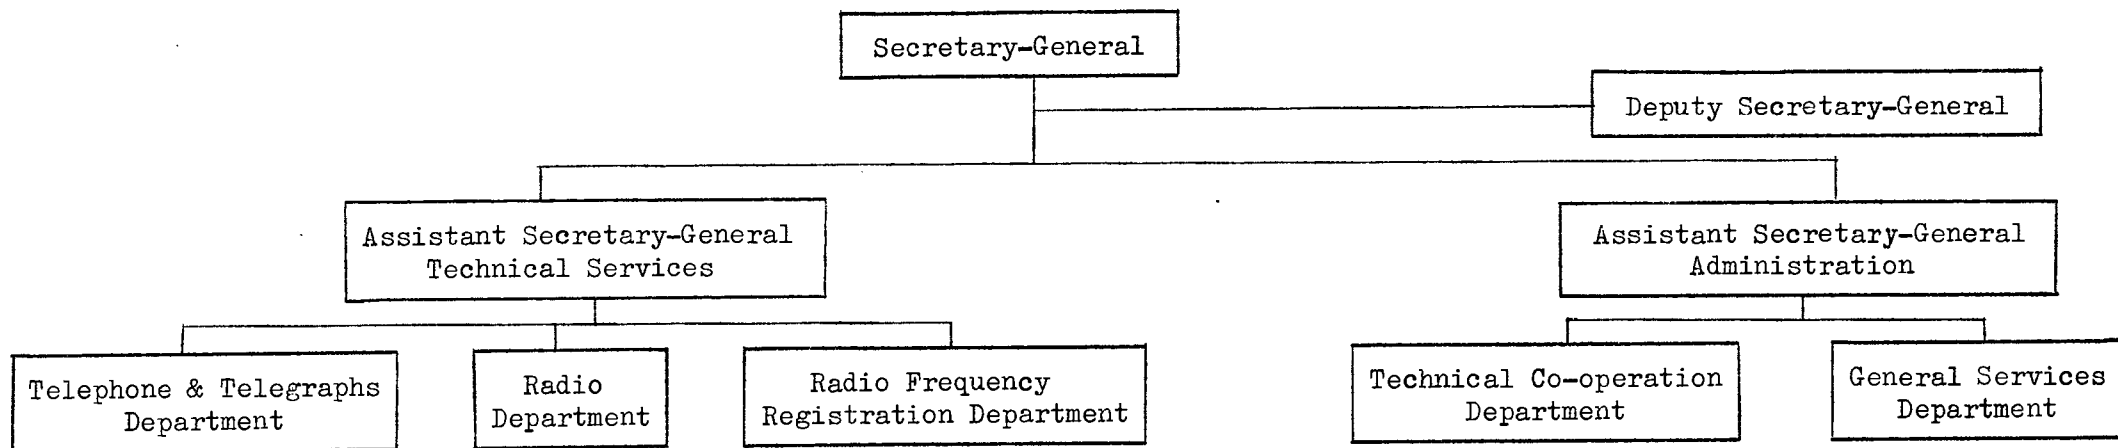 Secretary-General
Deputy Secretary-General
Assistant Secretary-General
Technical Services
Assistant Secretary-General
Administration
Telephone & Telegraphs
Department
Radio
Department
Radio Frequency
Registration Department
Technical Co-operation
Department
General Services
Department